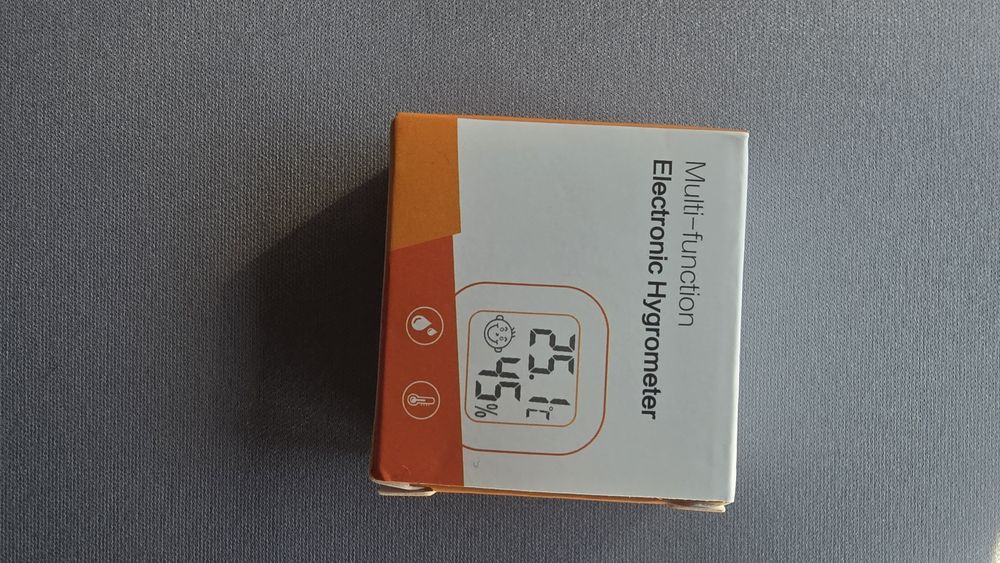 Multi-function
Electronic Hygrometer
25.1℃
45%